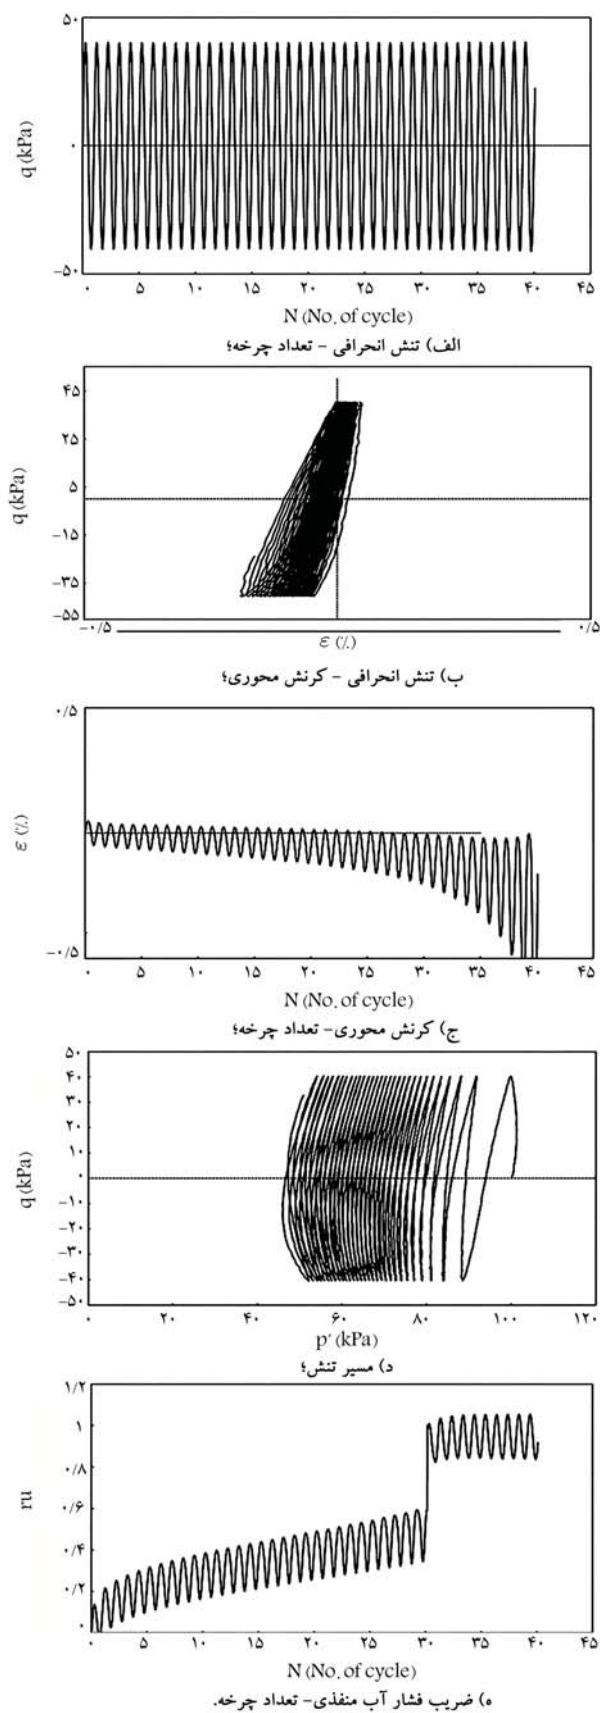 ۵۰
۰
-۵۰
q (kPa)
۰ ۵ ۱۰ ۱۵ ۲۰ ۲۵ ۳۰ ۳۵ ۴۰ ۴۵
N (No. of cycle)
الف) تنش انحرافی - تعداد چرخه؛
۴۵
۲۵
۵
-۱۵
-۳۵
-۵۵
q (kPa)
-۰/۵ ۰/۵
ε (٪)
ب) تنش انحرافی - کرنش محوری؛
۰/۵
-۰/۵
ε (٪)
۰ ۵ ۱۰ ۱۵ ۲۰ ۲۵ ۳۰ ۳۵ ۴۰ ۴۵
N (No. of cycle)
ج) کرنش محوری- تعداد چرخه؛
۵۰
۴۰
۳۰
۲۰
۱۰
۰
-۱۰
-۲۰
-۳۰
-۴۰
-۵۰
q (kPa)
۰ ۲۰ ۴۰ ۶۰ ۸۰ ۱۰۰ ۱۲۰
p' (kPa)
د) مسیر تنش؛
۱/۲
۱
۰/۸
۰/۶
۰/۴
۰/۲
۰
ru
۰ ۵ ۱۰ ۱۵ ۲۰ ۲۵ ۳۰ ۳۵ ۴۰ ۴۵
N (No. of cycle)
ه) ضریب فشار آب منفذی- تعداد چرخه.